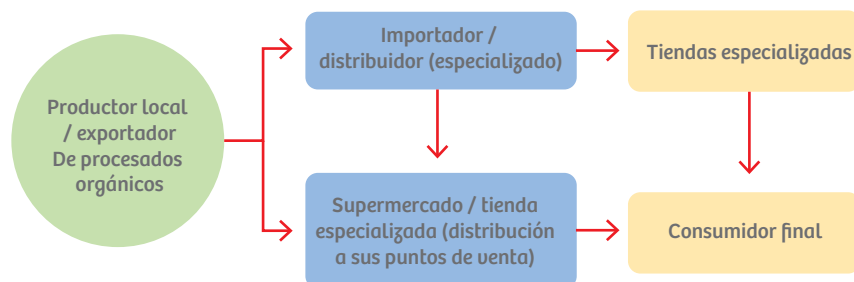 Productor local
/ exportador
De procesados
orgánicos
Importador /
distribuidor (especializado)
Tiendas especializadas
Supermercado / tienda
especializada (distribución
a sus puntos de venta)
Consumidor final